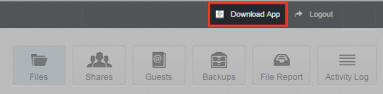 Download App Logout
Files Shares Guests Backups File Report Activity Log